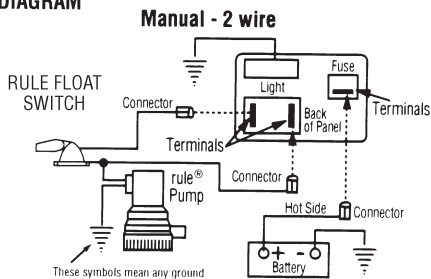 DIAGRAM
Manual - 2 wire
Fuse
Light
RULE FLOAT
SWITCH
Connector
Terminals
Back
of Panel
Terminals
rule®
Pump
Connector
Hot Side
Connector
+ -
Battery
These symbols mean any ground